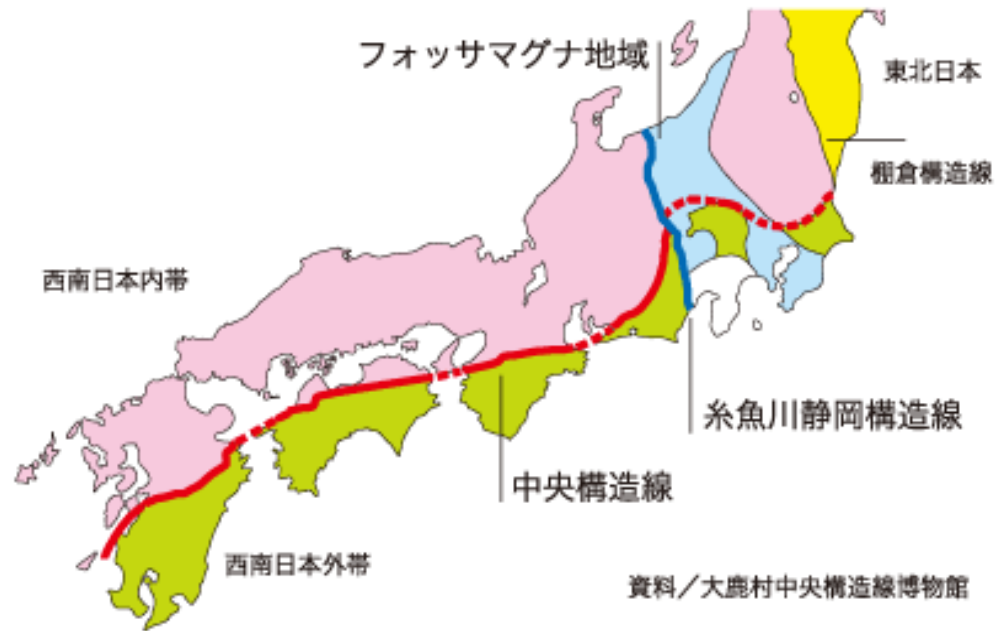 フォッサマグナ地域
東北日本
棚倉構造線
西南日本内帯
糸魚川静岡構造線
中央構造線
西南日本外帯
資料／大鹿村中央構造線博物館